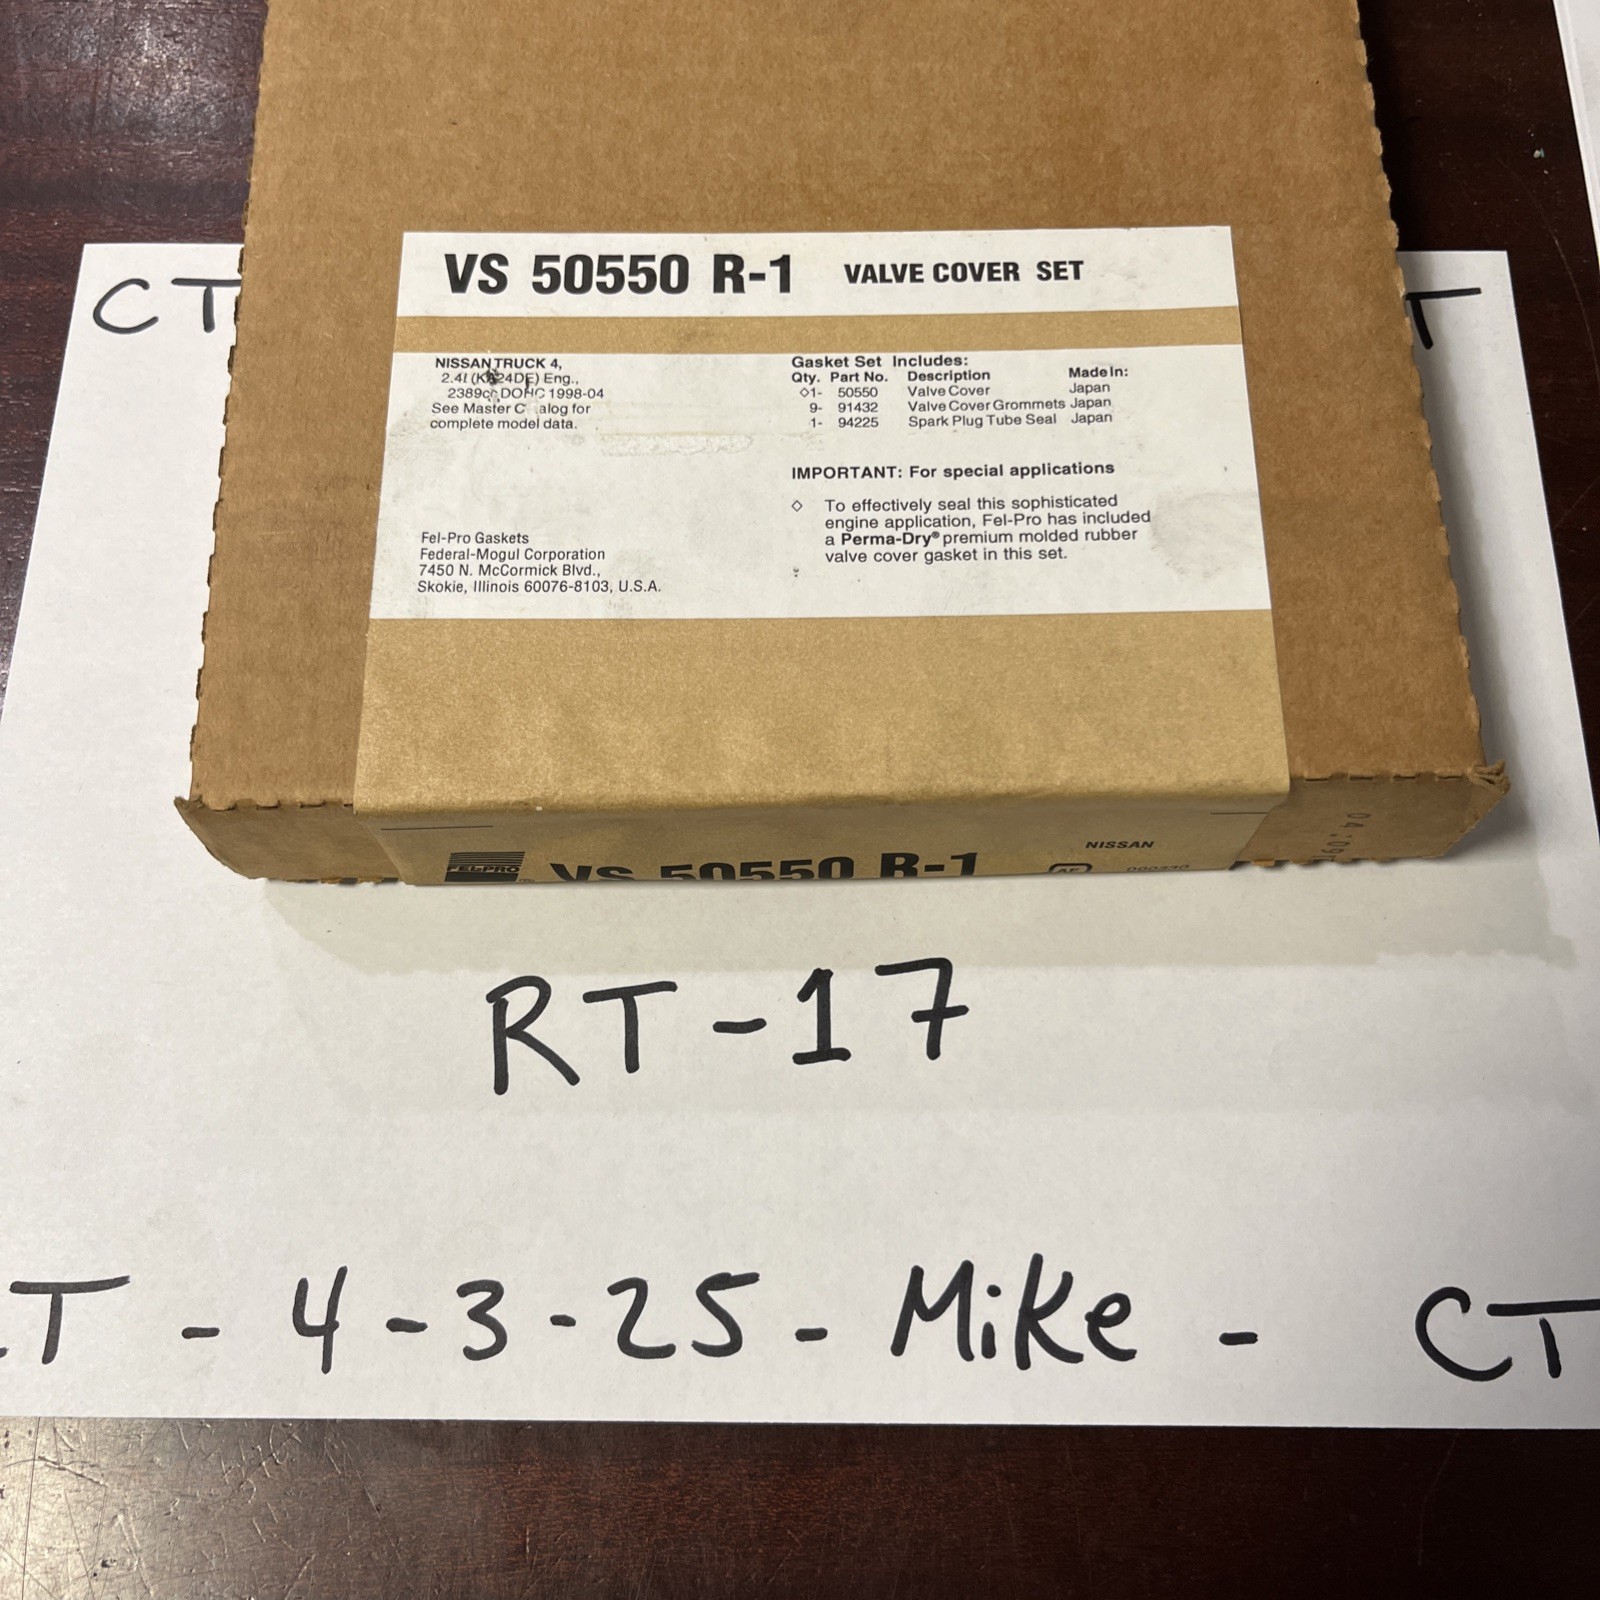 VS 50550 R-1 VALVE COVER SET
CT
T
NISSAN TRUCK 4,
2.4l (KA24DE) Eng.,
2389cc DOHC 1998-04
See Master C alog for
complete model data.
Gasket Set Includes:
Qty. Part No. Description Made in:
◇1- 50550 Valve Cover Japan
9- 91432 Valve Cover Grommets Japan
1- 94225 Spark Plug Tube Seal Japan
IMPORTANT: For special applications
◇ To effectively seal this sophisticated
engine application, Fel-Pro has included
a Perma-Dry® premium molded rubber
valve cover gasket in this set.
Fel-Pro Gaskets
Federal-Mogul Corporation
7450 N. McCormick Blvd.,
Skokie, Illinois 60076-8103, U.S.A.
FEL-PRO VS 50550 R-1 NISSAN
RT-17
T - 4-3-25 - Mike - CT